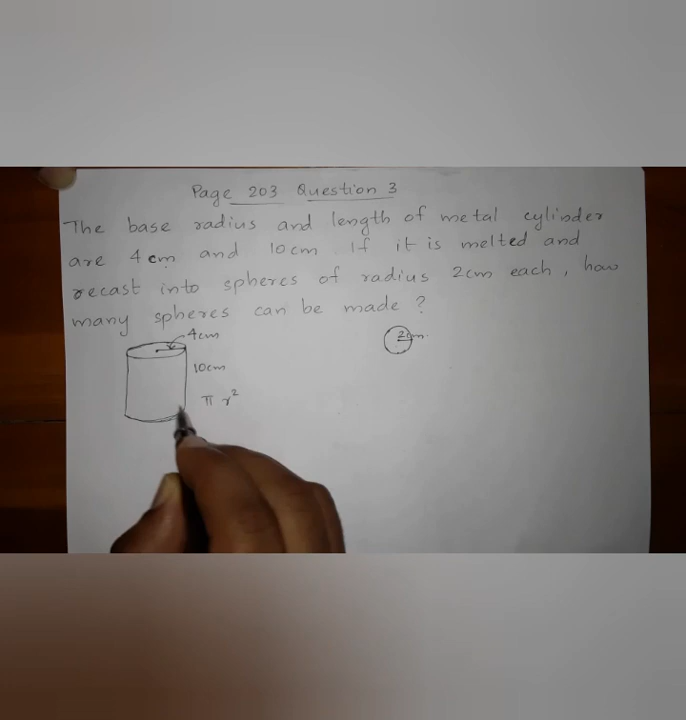 Page 203 Question 3
The base radius and length of metal cylinder
are 4 cm and 10 cm. If it is melted and
recast into spheres of radius 2cm each, how
many spheres can be made ?
4cm
2cm
10cm
π r²